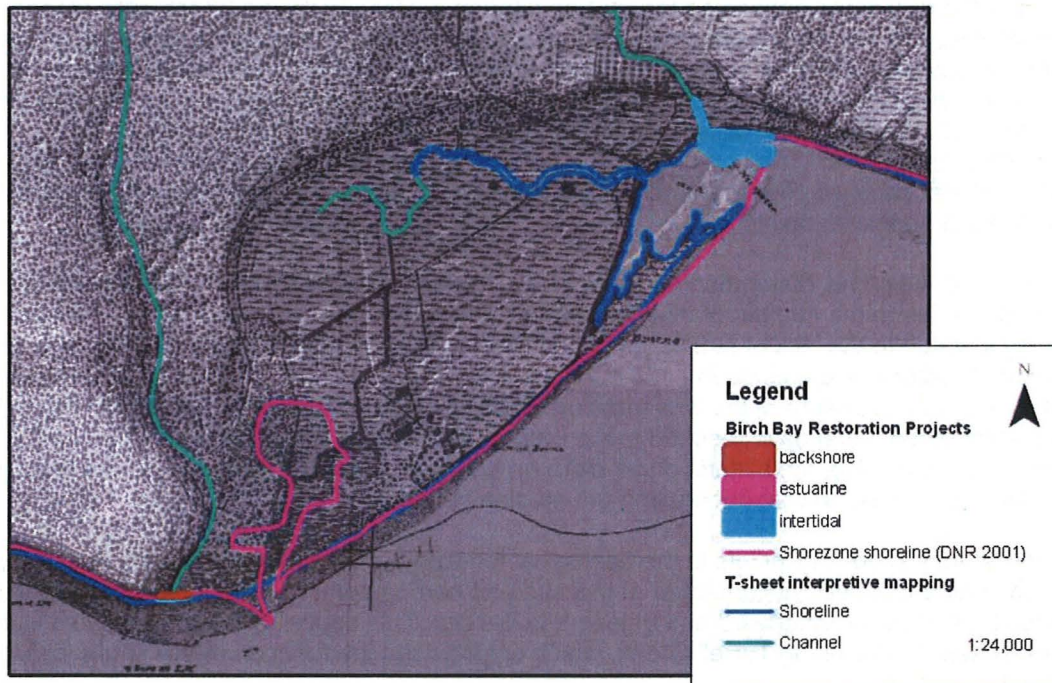 Legend
N
Birch Bay Restoration Projects
backshore
estuarine
intertidal
Shorezone shoreline (DNR 2001)
T-sheet interpretive mapping
Shoreline
Channel
1:24,000